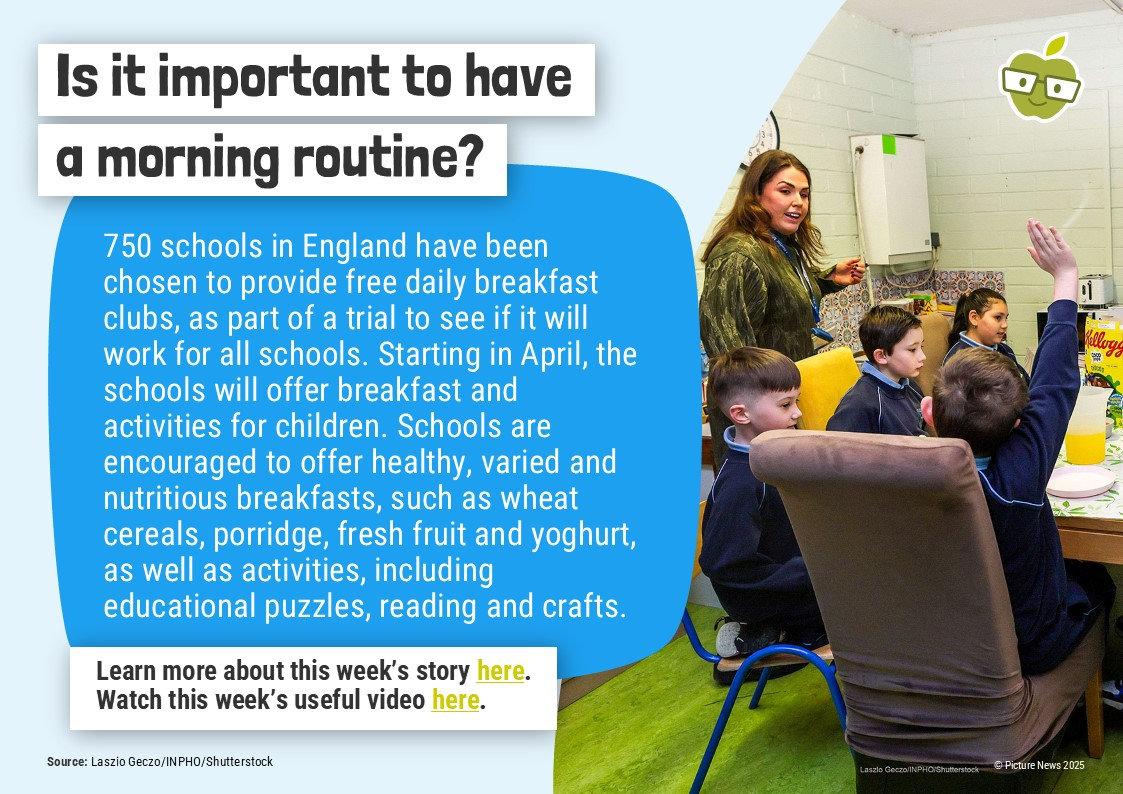 Is it important to have
a morning routine?
750 schools in England have been
chosen to provide free daily breakfast
clubs, as part of a trial to see if it will
work for all schools. Starting in April, the
schools will offer breakfast and
activities for children. Schools are
encouraged to offer healthy, varied and
nutritious breakfasts, such as wheat
cereals, porridge, fresh fruit and yoghurt,
as well as activities, including
educational puzzles, reading and crafts.
Learn more about this week's story here.
Watch this week's useful video here.
Source: Laszio Geczo/INPHO/Shutterstock
Laszio Geczo/INPHO/Shutterstock
© Picture News 2025